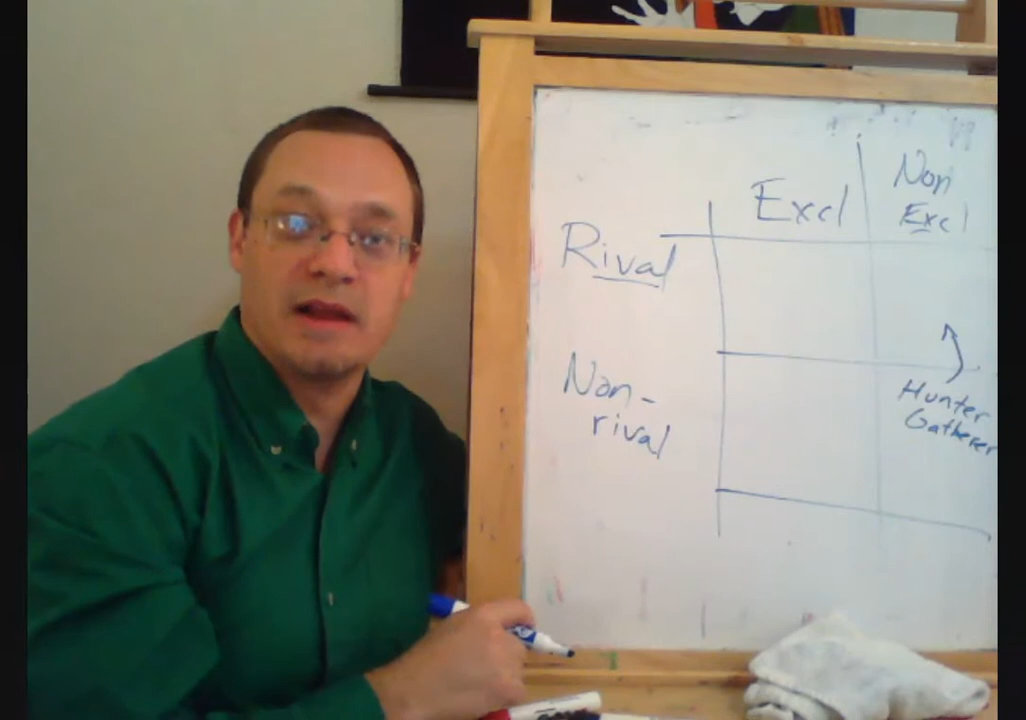 Non
Excl
Excl
Rival
Non-
rival
Hunter
Gatherer